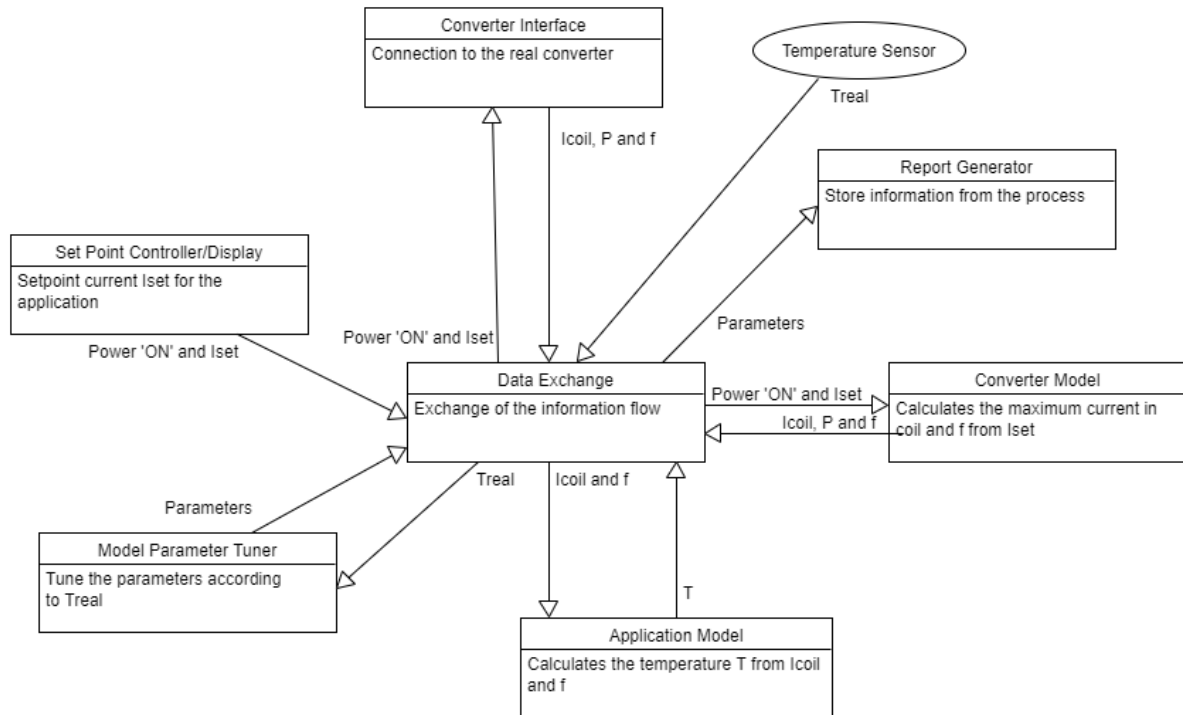 Converter Interface
Connection to the real converter
Temperature Sensor
Treal
Icoil, P and f
Report Generator
Store information from the process
Set Point Controller/Display
Setpoint current Iset for the
application
Power 'ON' and Iset
Power 'ON' and Iset
Parameters
Data Exchange
Exchange of the information flow
Power 'ON' and Iset
Icoil, P and f
Converter Model
Calculates the maximum current in
coil and f from Iset
Treal
Icoil and f
Parameters
Model Parameter Tuner
Tune the parameters according
to Treal
T
Application Model
Calculates the temperature T from Icoil
and f